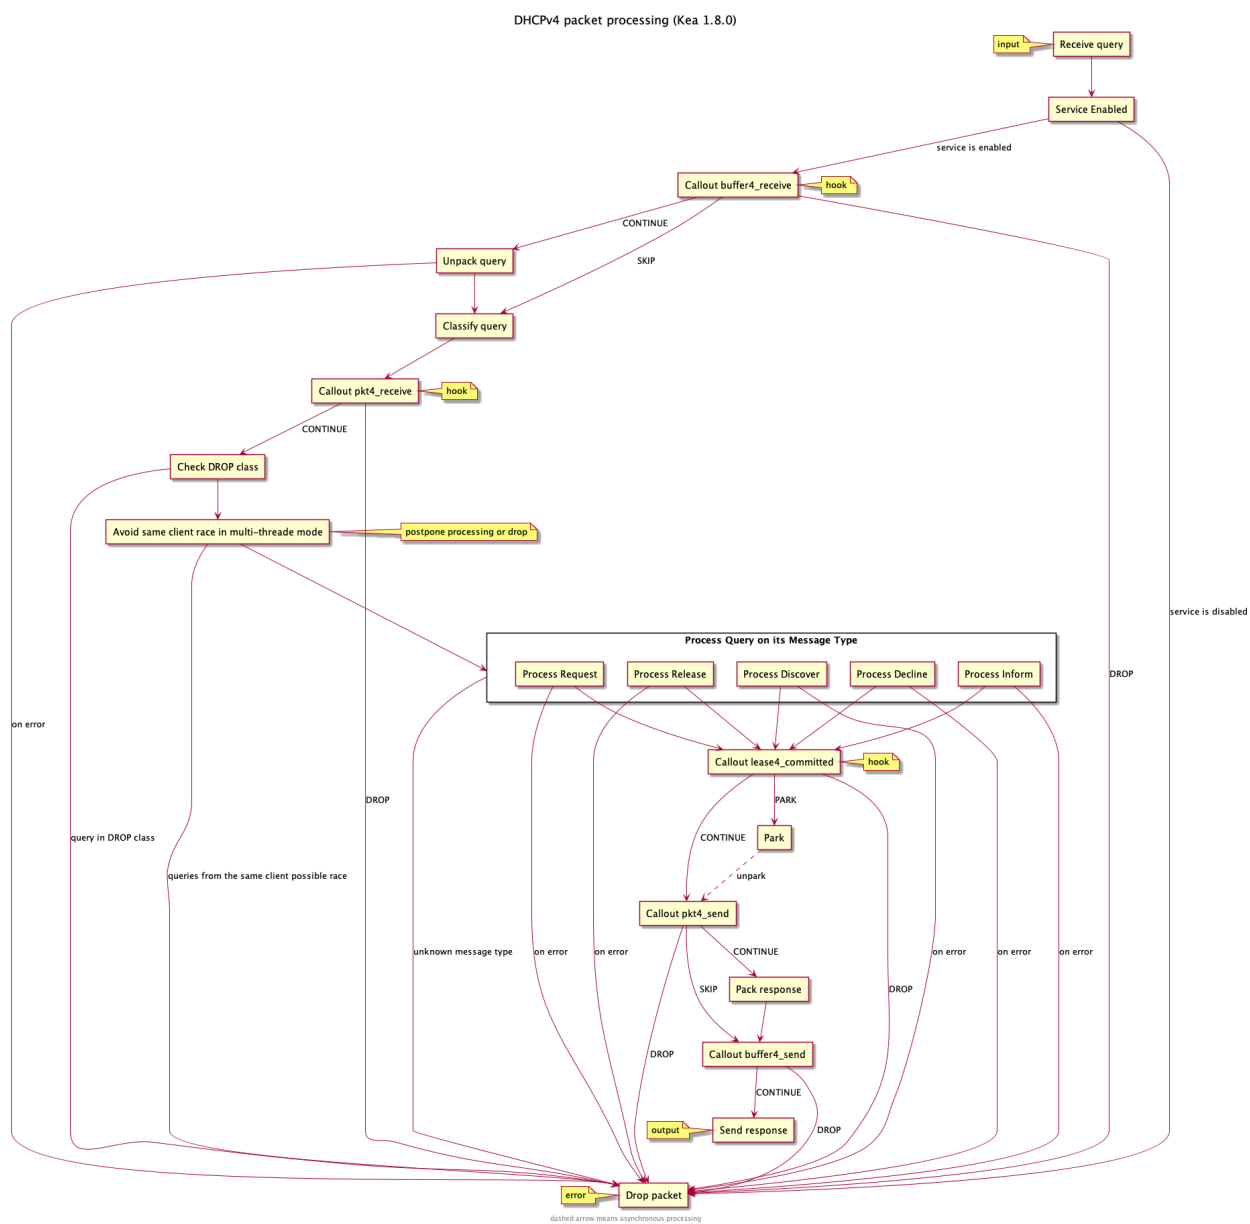 DHCPv4 packet processing (Kea 1.8.0)
input
Receive query
Service Enabled
service is enabled
Callout buffer4_receive
hook
CONTINUE
Unpack query
SKIP
Classify query
Callout pkt4_receive
hook
CONTINUE
Check DROP class
Avoid same client race in multi-threade mode
postpone processing or drop
service is disabled
Process Query on its Message Type
Process Request
Process Release
Process Discover
Process Decline
Process Inform
DROP
on error
Callout lease4_committed
hook
DROP
PARK
query in DROP class
CONTINUE
Park
queries from the same client possible race
unpark
Callout pkt4_send
unknown message type
on error
on error
CONTINUE
on error
on error
on error
SKIP
Pack response
DROP
DROP
Callout buffer4_send
CONTINUE
output
Send response
DROP
error
Drop packet
dashed arrow means asynchronous processing